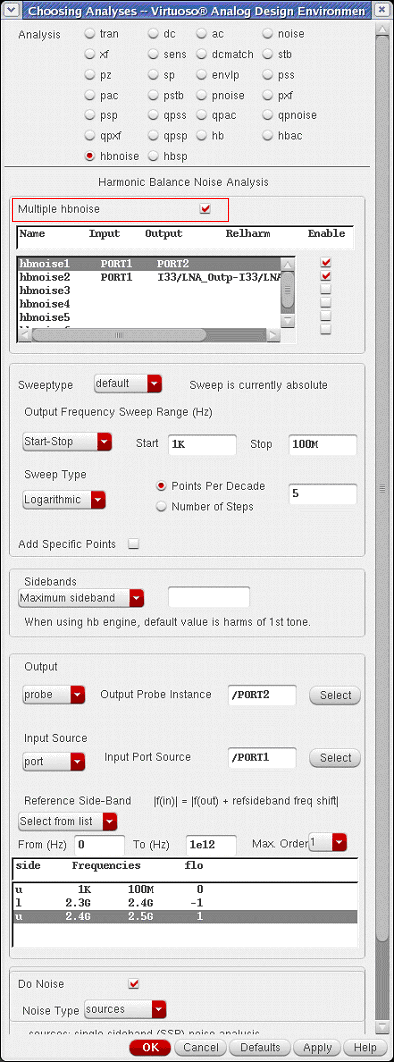 Choosing Analyses -- Virtuoso® Analog Design Environmen
Analysis tran dc ac noise
xf sens dcmatch stb
pz sp envlp pss
pac pstb pnoise pxf
psp qpss qpac qpnoise
qpxf qpsp hb hbac
hbnoise hbsp
Harmonic Balance Noise Analysis
Multiple hbnoise
Name Input Output Relharm Enable
hbnoise1 PORT1 PORT2
hbnoise2 PORT1 I33/LNA_Outp-I33/LNA
hbnoise3
hbnoise4
hbnoise5
Sweeptype default Sweep is currently absolute
Output Frequency Sweep Range (Hz)
Start-Stop Start 1K Stop 100M
Sweep Type
Logarithmic Points Per Decade 5
Number of Steps
Add Specific Points
Sidebands
Maximum sideband
When using hb engine, default value is harms of 1st tone.
Output
probe Output Probe Instance /PORT2 Select
Input Source
port Input Port Source /PORT1 Select
Reference Side-Band |f(in)| = |f(out) + refsideband freq shift|
Select from list
From (Hz) 0 To (Hz) 1e12 Max. Order 1
side Frequencies flo
u 1K 100M 0
l 2.3G 2.4G -1
u 2.4G 2.5G 1
Do Noise
Noise Type sources
sources: single sideband (SSB) noise analysis
OK Cancel Defaults Apply Help